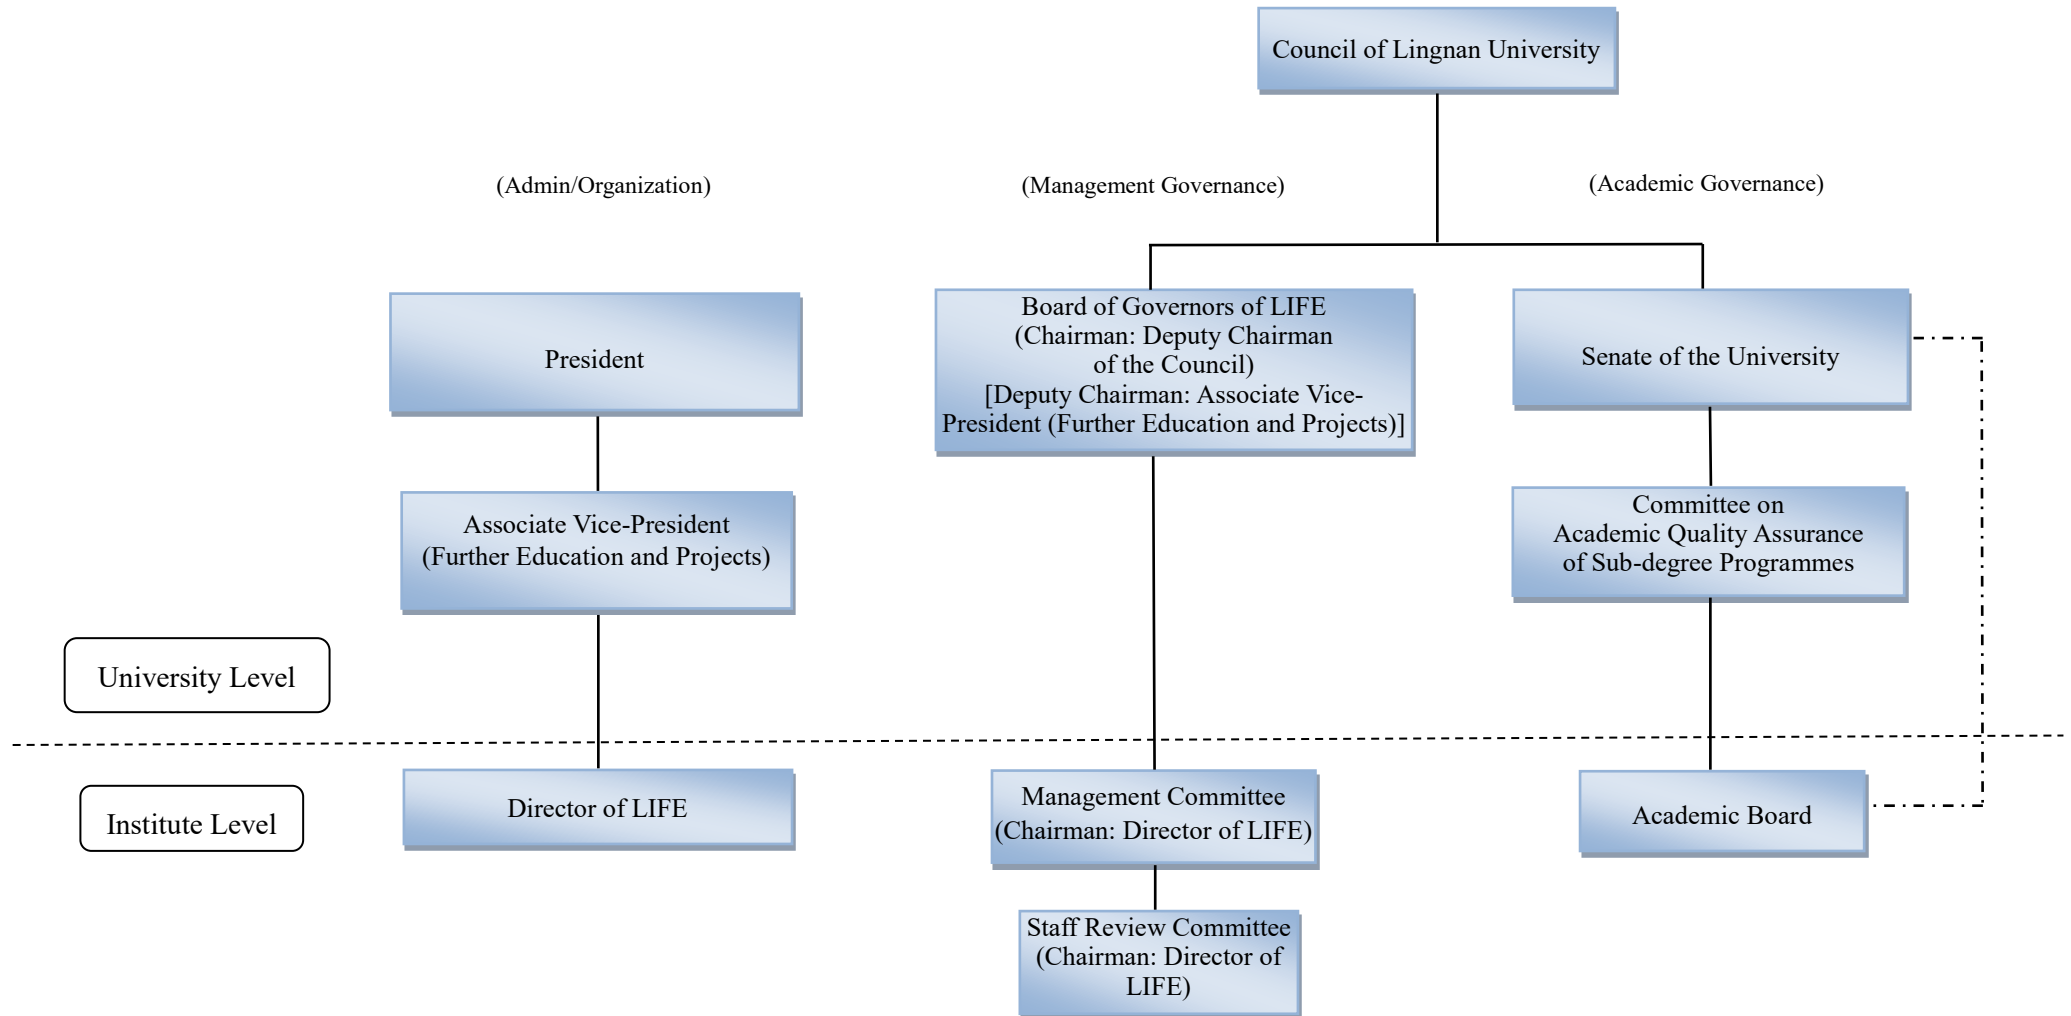 Council of Lingnan University
(Admin/Organization)
(Management Governance)
(Academic Governance)
President
Board of Governors of LIFE
(Chairman: Deputy Chairman
of the Council)
[Deputy Chairman: Associate Vice-
President (Further Education and Projects)]
Senate of the University
Associate Vice-President
(Further Education and Projects)
Committee on
Academic Quality Assurance
of Sub-degree Programmes
University Level
Institute Level
Director of LIFE
Management Committee
(Chairman: Director of LIFE)
Academic Board
Staff Review Committee
(Chairman: Director of
LIFE)